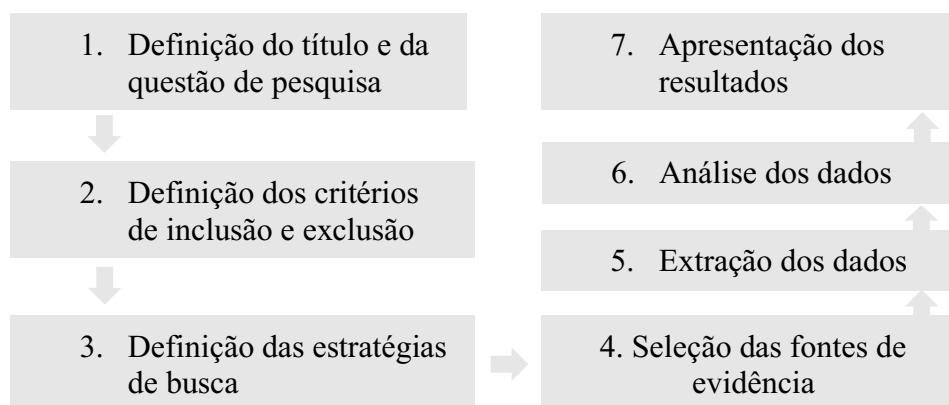 1. Definição do título e da
questão de pesquisa
2. Definição dos critérios
de inclusão e exclusão
3. Definição das estratégias
de busca
4. Seleção das fontes de
evidência
5. Extração dos dados
6. Análise dos dados
7. Apresentação dos
resultados